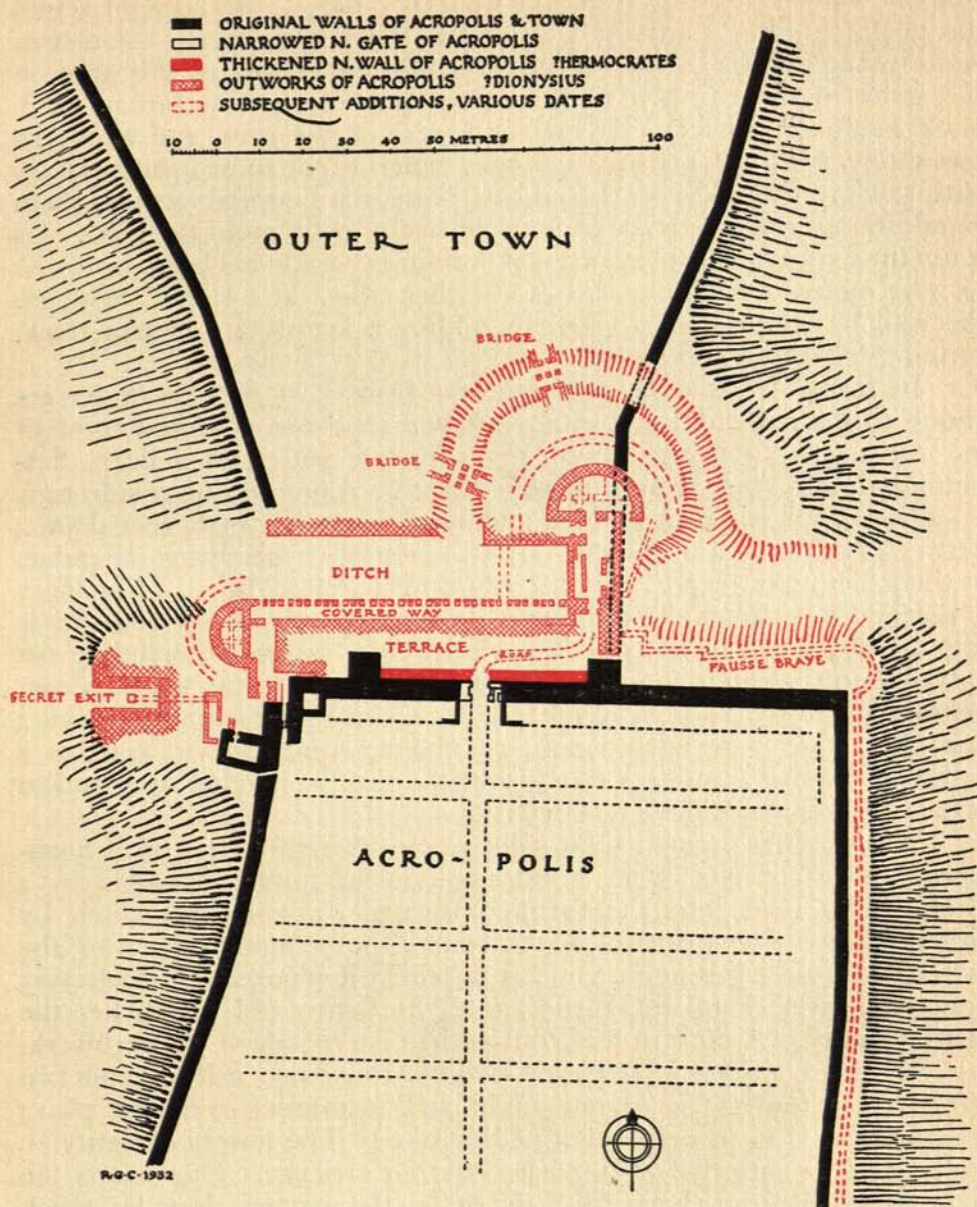 ORIGINAL WALLS OF ACROPOLIS & TOWN
NARROWED N. GATE OF ACROPOLIS
THICKENED N. WALL OF ACROPOLIS ?HERMOCRATES
OUTWORKS OF ACROPOLIS ?DIONYSIUS
SUBSEQUENT ADDITIONS, VARIOUS DATES
10 0 10 20 30 40 50 METRES 100
OUTER TOWN
BRIDGE
BRIDGE
DITCH
COVERED WAY
TERRACE
ROAD
FAUSSE BRAYE
SECRET EXIT
ACRO- POLIS
R·G·C·1932